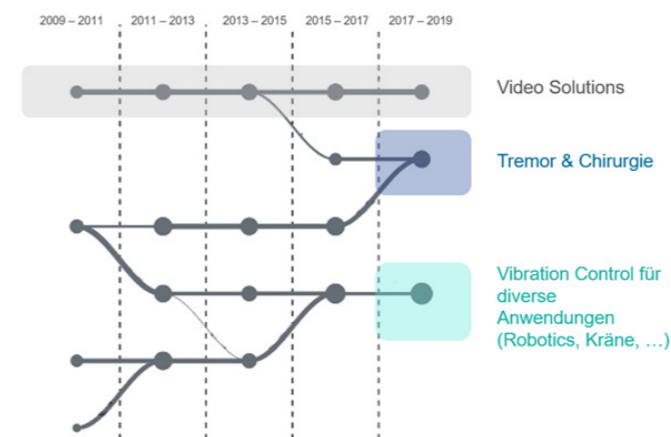 2009 – 2011
2011 – 2013
2013 – 2015
2015 – 2017
2017 – 2019
Video Solutions
Tremor & Chirurgie
Vibration Control für
diverse
Anwendungen
(Robotics, Kräne, …)